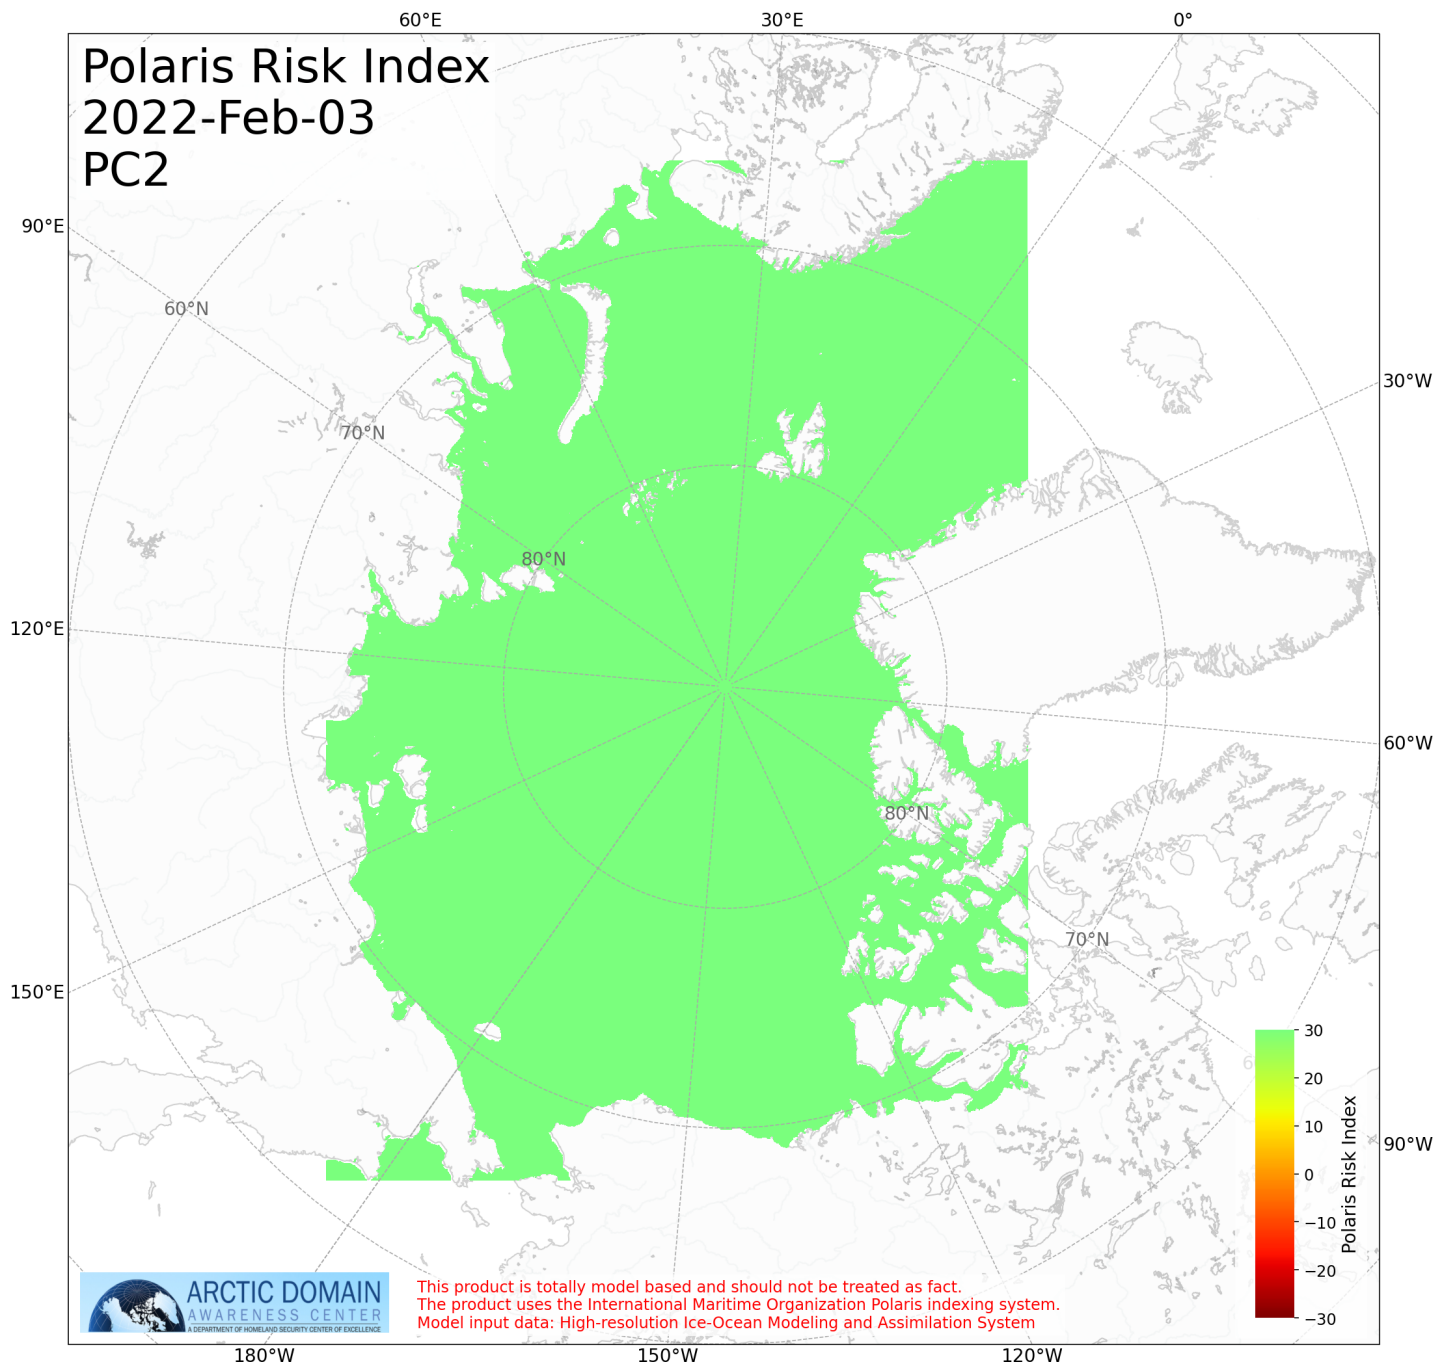 60°E 30°E 0°
Polaris Risk Index
2022-Feb-03
PC2
90°E
60°N
30°W
70°N
80°N
120°E
60°W
80°N
70°N
150°E
30
20
10
0
−10
−20
−30
Polaris Risk Index
90°W
ARCTIC DOMAIN
AWARENESS CENTER
A DEPARTMENT OF HOMELAND SECURITY CENTER OF EXCELLENCE
This product is totally model based and should not be treated as fact.
The product uses the International Maritime Organization Polaris indexing system.
Model input data: High-resolution Ice-Ocean Modeling and Assimilation System
180°W 150°W 120°W